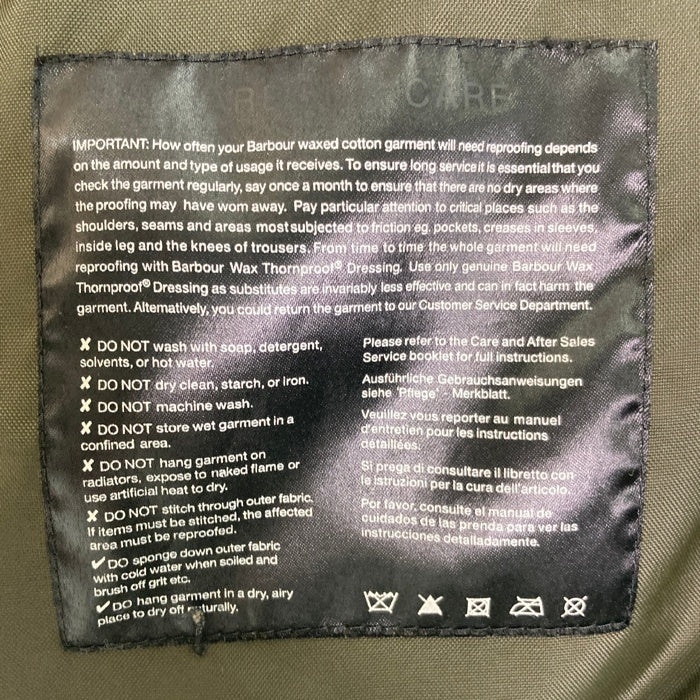 CARE
IMPORTANT: How often your Barbour waxed cotton garment will need reproofing depends
on the amount and type of usage it receives. To ensure long service it is essential that you
check the garment regularly, say once a month to ensure that there are no dry areas where
the proofing may have worn away. Pay particular attention to critical places such as the
shoulders, seams and areas most subjected to friction eg. pockets, creases in sleeves,
inside leg and the knees of trousers. From time to time the whole garment will need
reproofing with Barbour Wax Thornproof® Dressing. Use only genuine Barbour Wax
Thornproof® Dressing as substitutes are invariably less effective and can in fact harm the
garment. Alternatively, you could return the garment to our Customer Service Department.
✘ DO NOT wash with soap, detergent,
solvents, or hot water.
✘ DO NOT dry clean, starch, or iron.
✘ DO NOT machine wash.
✘ DO NOT store wet garment in a
confined area.
✘ DO NOT hang garment on
radiators, expose to naked flame or
use artificial heat to dry.
✘ DO NOT stitch through outer fabric.
If items must be stitched, the affected
area must be reproofed.
✔ DO sponge down outer fabric
with cold water when soiled and
brush off grit etc.
✔ DO hang garment in a dry, airy
place to dry off naturally.
Please refer to the Care and After Sales
Service booklet for full instructions.
Ausführliche Gebrauchsanweisungen
siehe "Pflege" - Merkblatt.
Veuillez vous reporter au manuel
d'entretien pour les instructions
détaillées.
Si prega di consultare il libretto con
le istruzioni per la cura dell'articolo.
Por favor, consulte el manual de
cuidados de las prenda para ver las
instrucciones detalladamente.